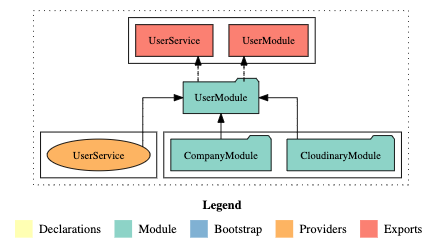 UserService UserModule
UserModule
UserService CompanyModule CloudinaryModule
Legend
Declarations Module Bootstrap Providers Exports